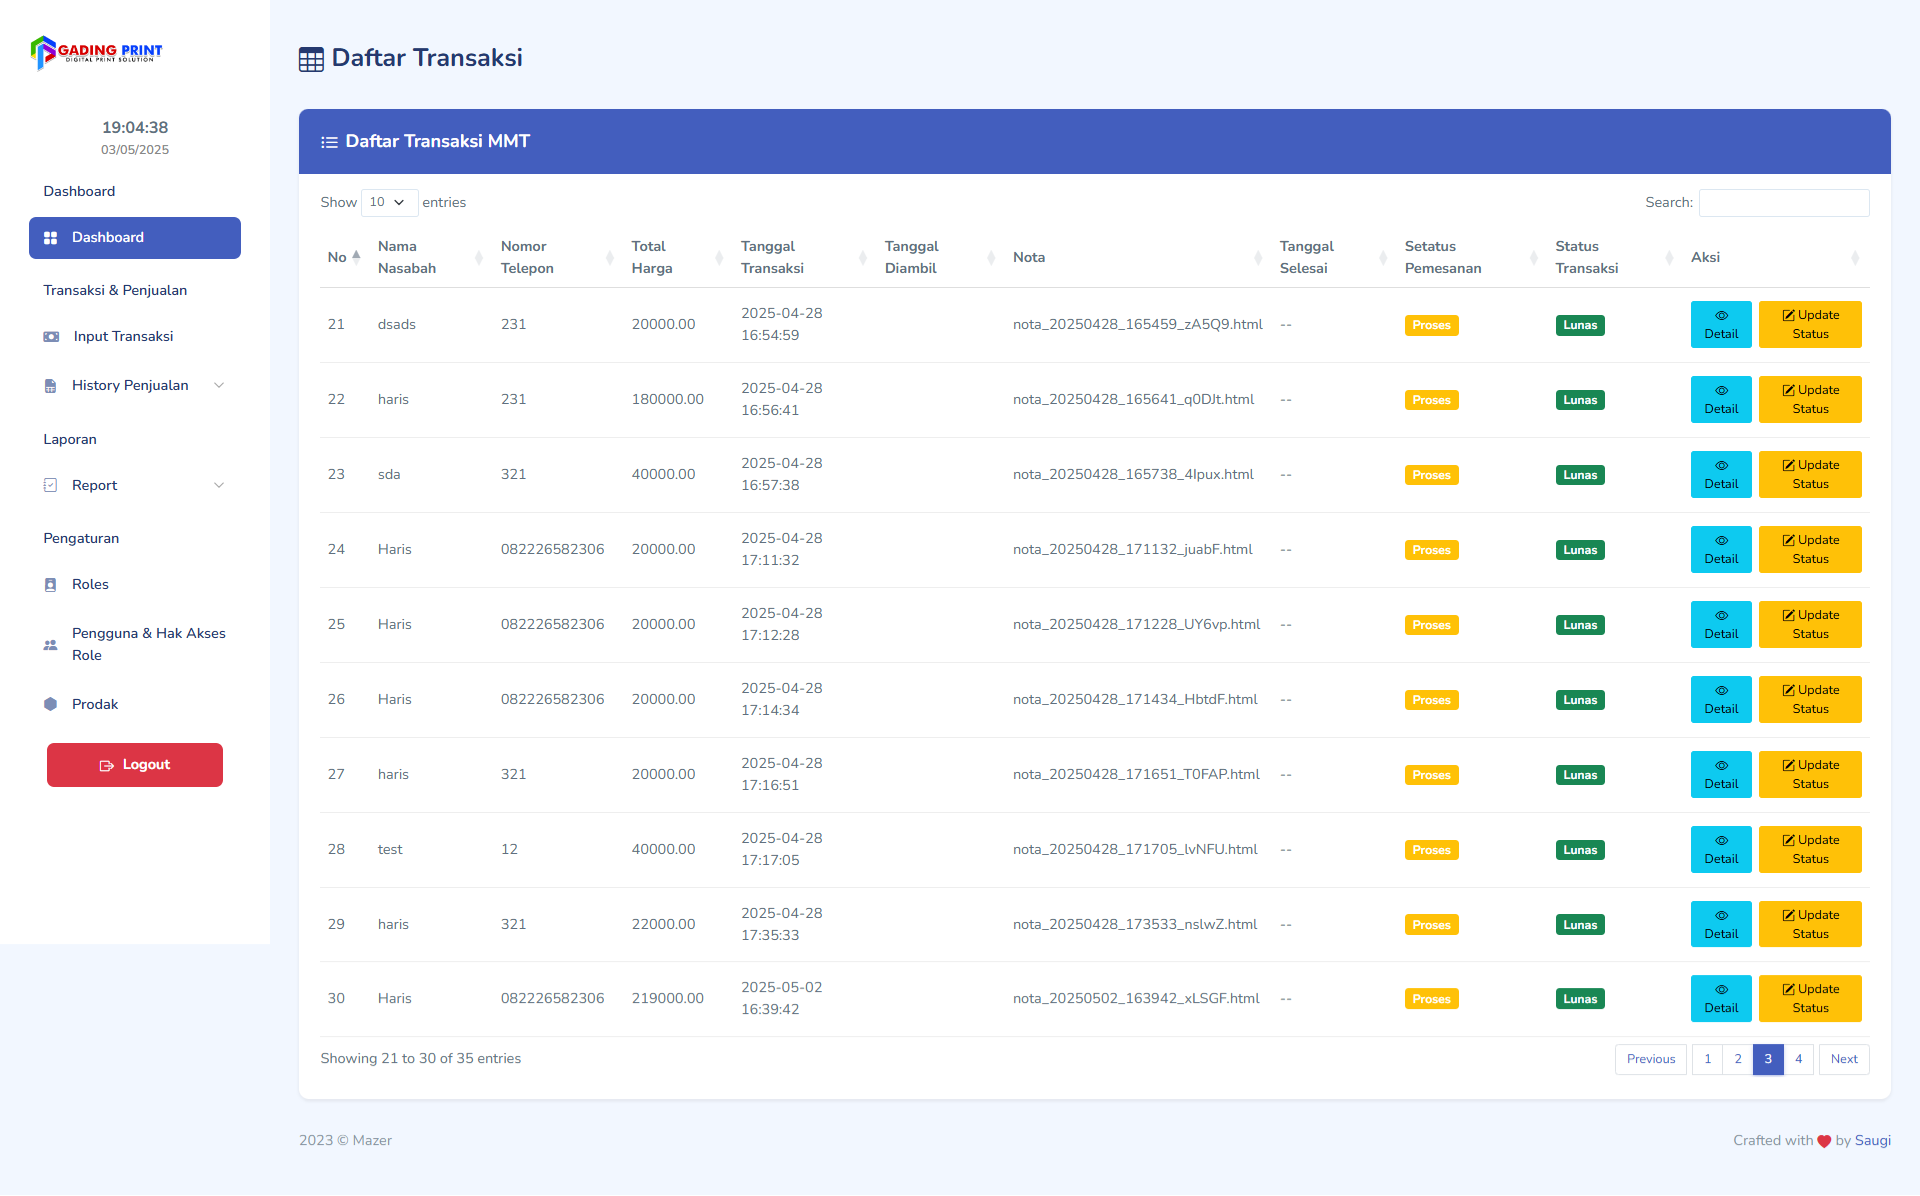 GADING PRINT
DIGITAL PRINT SOLUTION
19:04:38
03/05/2025
Dashboard
Dashboard
Transaksi & Penjualan
Input Transaksi
History Penjualan
Laporan
Report
Pengaturan
Roles
Pengguna & Hak Akses
Role
Prodak
Logout
Daftar Transaksi
Daftar Transaksi MMT
Show 10 entries
Search:
No Nama Nasabah Nomor Telepon Total Harga Tanggal Transaksi Tanggal Diambil Nota Tanggal Selesai Setatus Pemesanan Status Transaksi Aksi
21 dsads 231 20000.00 2025-04-28 16:54:59 nota_20250428_165459_zA5Q9.html -- Proses Lunas Detail Update Status
22 haris 231 180000.00 2025-04-28 16:56:41 nota_20250428_165641_q0DJt.html -- Proses Lunas Detail Update Status
23 sda 321 40000.00 2025-04-28 16:57:38 nota_20250428_165738_4Ipux.html -- Proses Lunas Detail Update Status
24 Haris 082226582306 20000.00 2025-04-28 17:11:32 nota_20250428_171132_juabF.html -- Proses Lunas Detail Update Status
25 Haris 082226582306 20000.00 2025-04-28 17:12:28 nota_20250428_171228_UY6vp.html -- Proses Lunas Detail Update Status
26 Haris 082226582306 20000.00 2025-04-28 17:14:34 nota_20250428_171434_HbtdF.html -- Proses Lunas Detail Update Status
27 haris 321 20000.00 2025-04-28 17:16:51 nota_20250428_171651_T0FAP.html -- Proses Lunas Detail Update Status
28 test 12 40000.00 2025-04-28 17:17:05 nota_20250428_171705_lvNFU.html -- Proses Lunas Detail Update Status
29 haris 321 22000.00 2025-04-28 17:35:33 nota_20250428_173533_nslwZ.html -- Proses Lunas Detail Update Status
30 Haris 082226582306 219000.00 2025-05-02 16:39:42 nota_20250502_163942_xLSGF.html -- Proses Lunas Detail Update Status
Showing 21 to 30 of 35 entries
Previous 1 2 3 4 Next
2023 © Mazer
Crafted with by Saugi